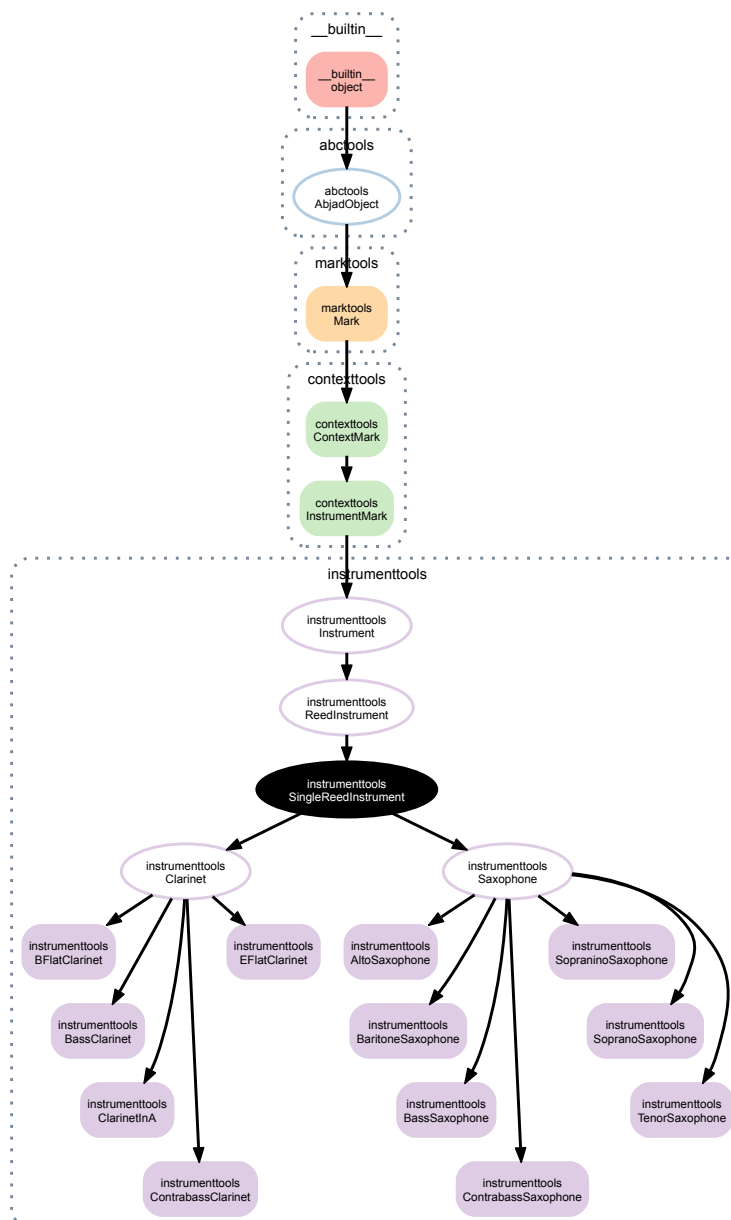 __builtin__
__builtin__
object
abctools
abctools
AbjadObject
marktools
marktools
Mark
contexttools
contexttools
ContextMark
contexttools
InstrumentMark
instrumenttools
instrumenttools
Instrument
instrumenttools
ReedInstrument
instrumenttools
SingleReedInstrument
instrumenttools
Clarinet
instrumenttools
Saxophone
instrumenttools
BFlatClarinet
instrumenttools
EFlatClarinet
instrumenttools
AltoSaxophone
instrumenttools
SopraninoSaxophone
instrumenttools
BassClarinet
instrumenttools
BaritoneSaxophone
instrumenttools
SopranoSaxophone
instrumenttools
ClarinetInA
instrumenttools
BassSaxophone
instrumenttools
TenorSaxophone
instrumenttools
ContrabassClarinet
instrumenttools
ContrabassSaxophone